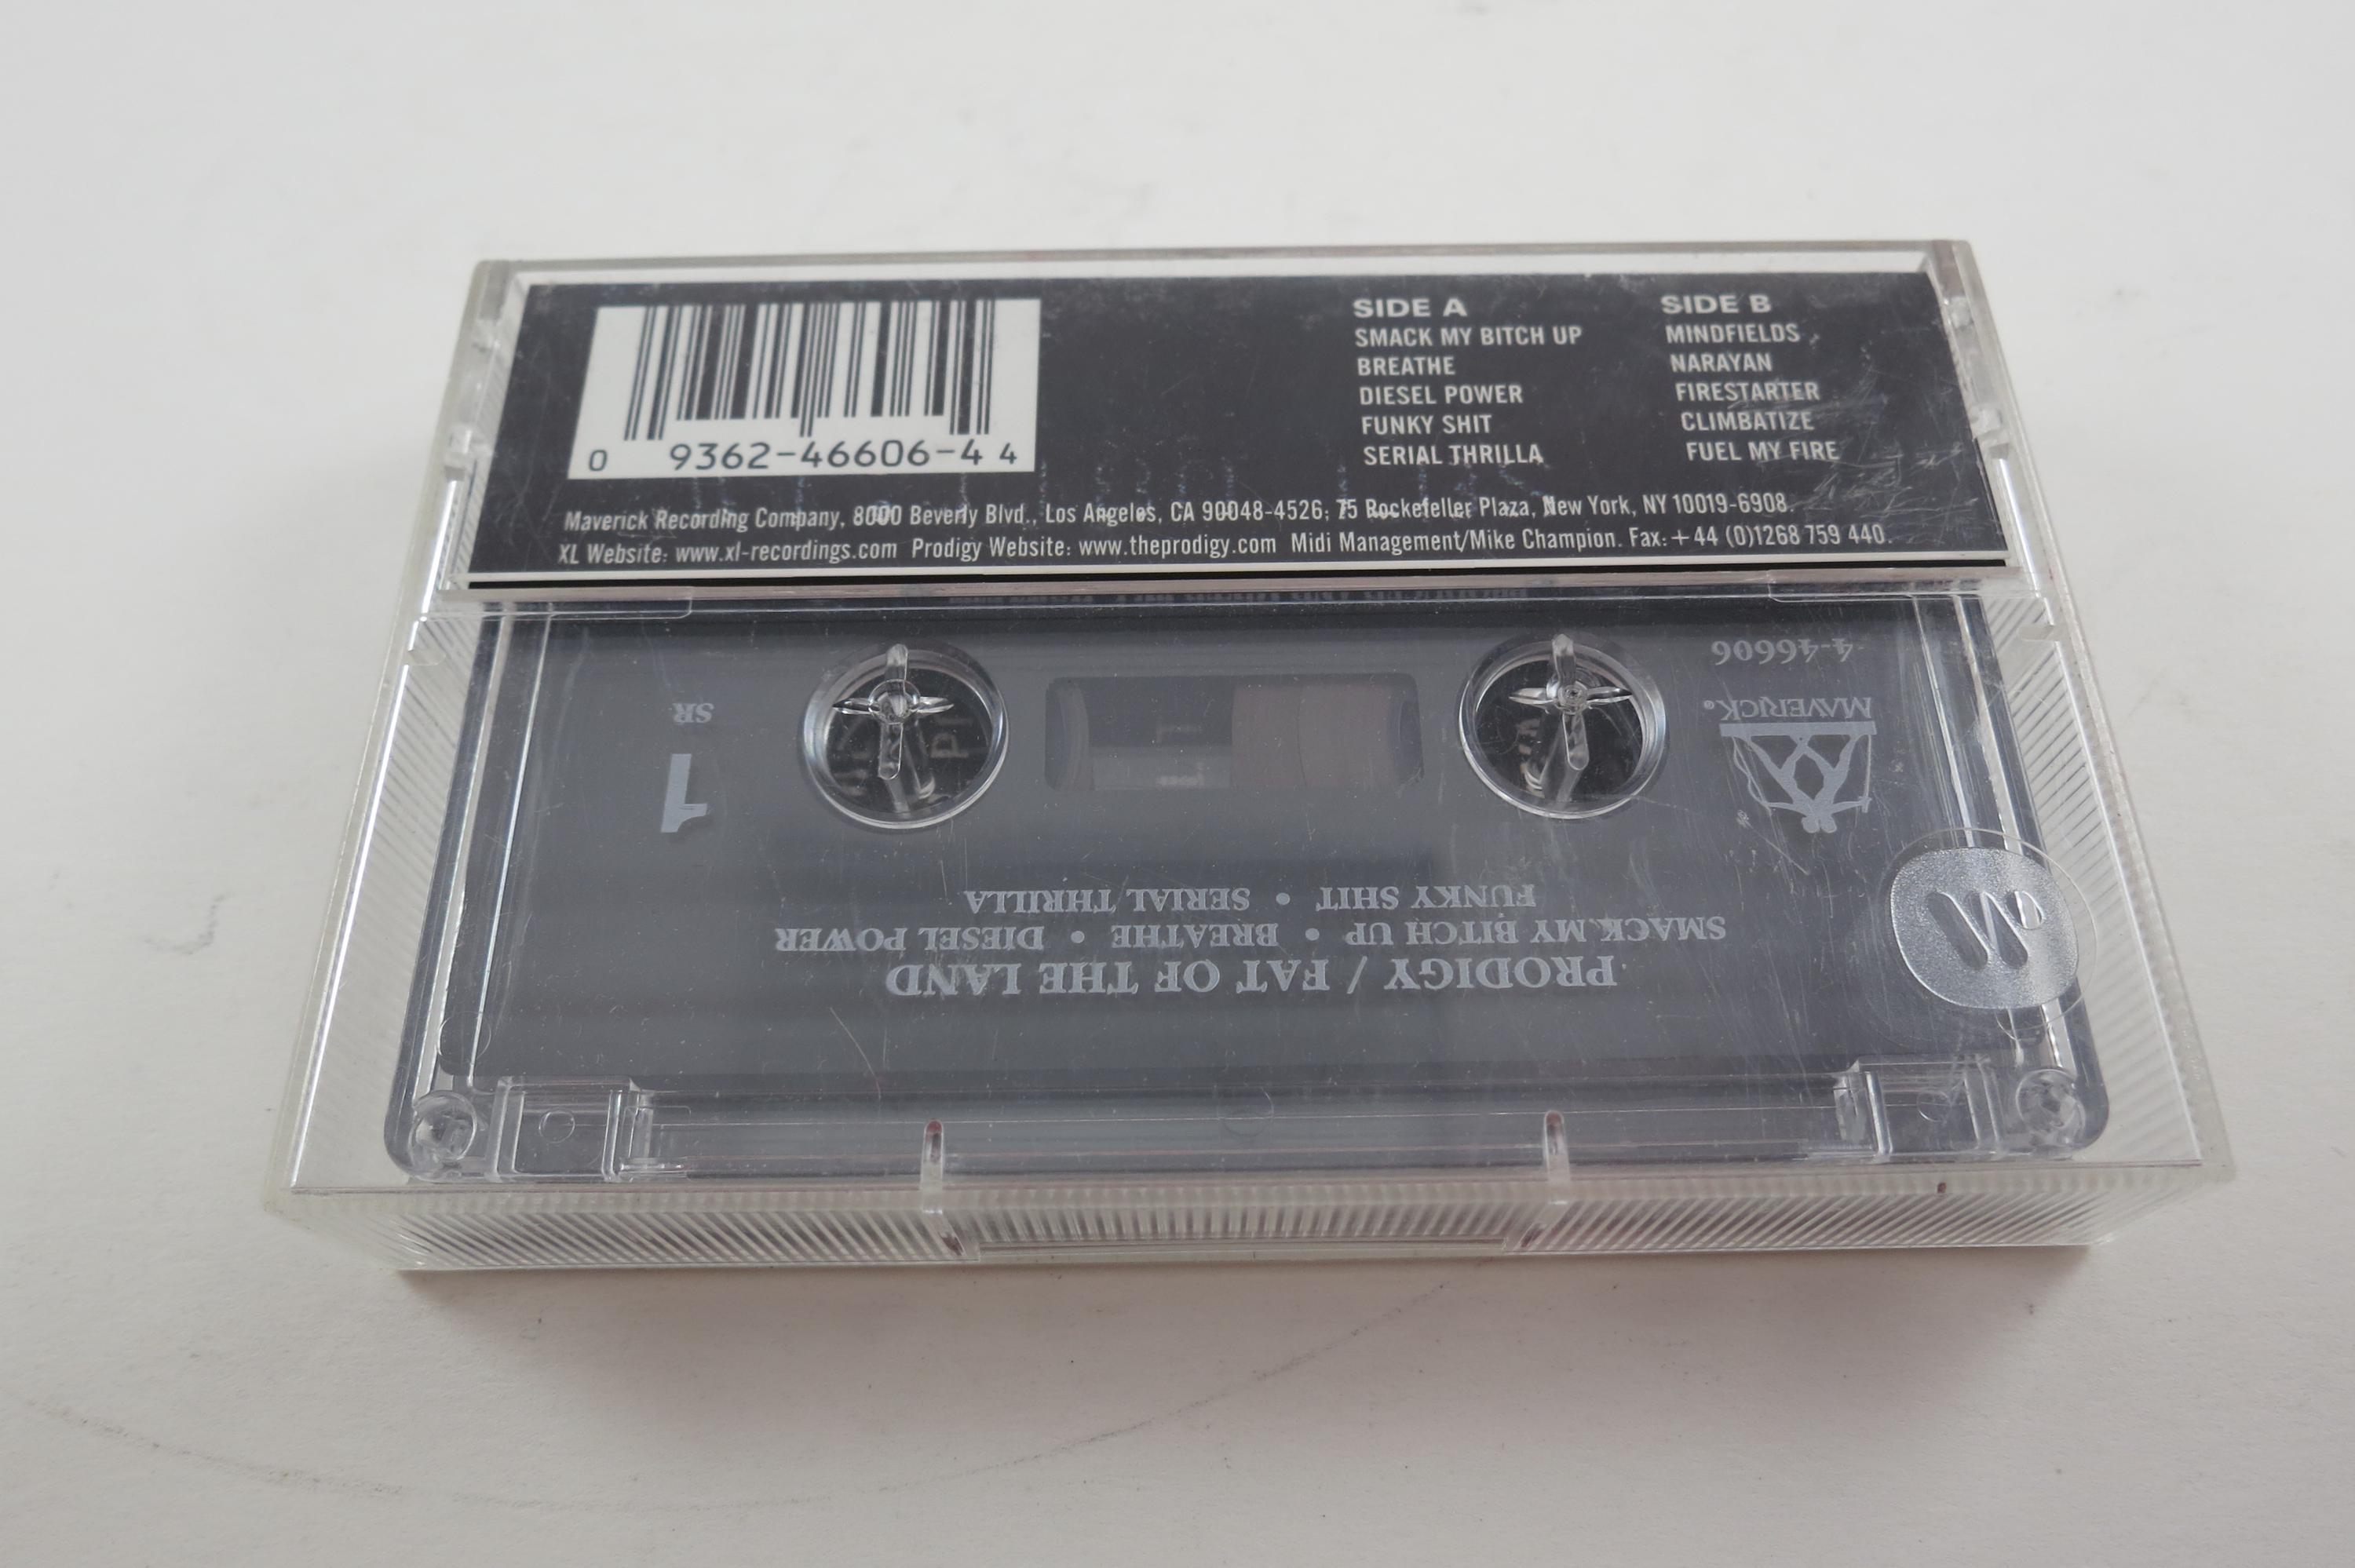 SIDE A
SMACK MY BITCH UP
BREATHE
DIESEL POWER
FUNKY SHIT
SERIAL THRILLA
SIDE B
MINDFIELDS
NARAYAN
FIRESTARTER
CLIMBATIZE
FUEL MY FIRE
0 9362-46606-4 4
Maverick Recording Company, 8000 Beverly Blvd., Los Angeles, CA 90048-4526; 75 Rockefeller Plaza, New York, NY 10019-6908.
XL Website: www.xl-recordings.com Prodigy Website: www.theprodigy.com Midi Management/Mike Champion. Fax:+44 (0)1268 759 440.
PRODIGY / FAT OF THE LAND
SMACK MY BITCH UP • BREATHE • DIESEL POWER
FUNKY SHIT • SERIAL THRILLA
1
SR
MAVERICK
4-46606